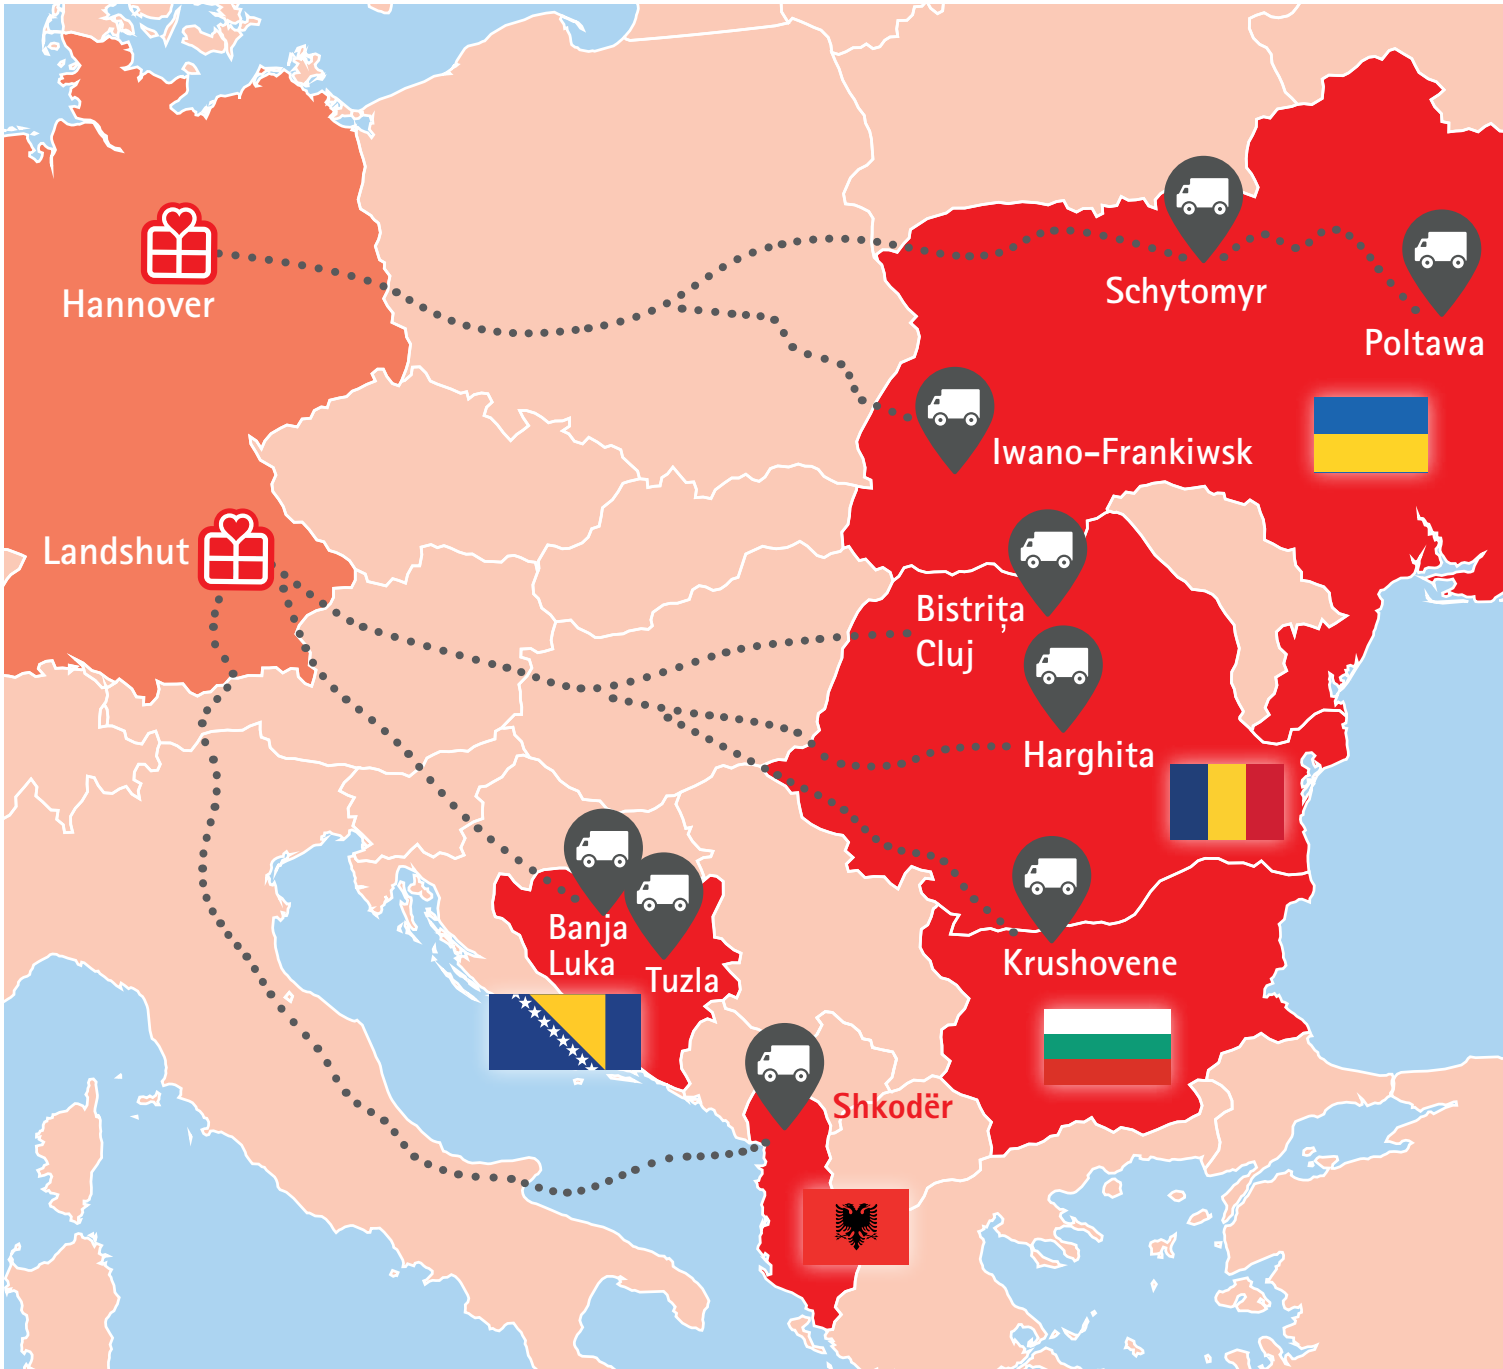 Schytomyr
Hannover
Poltawa
Iwano-Frankiwsk
Landshut
Bistrița
Cluj
Harghita
Banja
Luka
Tuzla
Krushovene
Shkodër